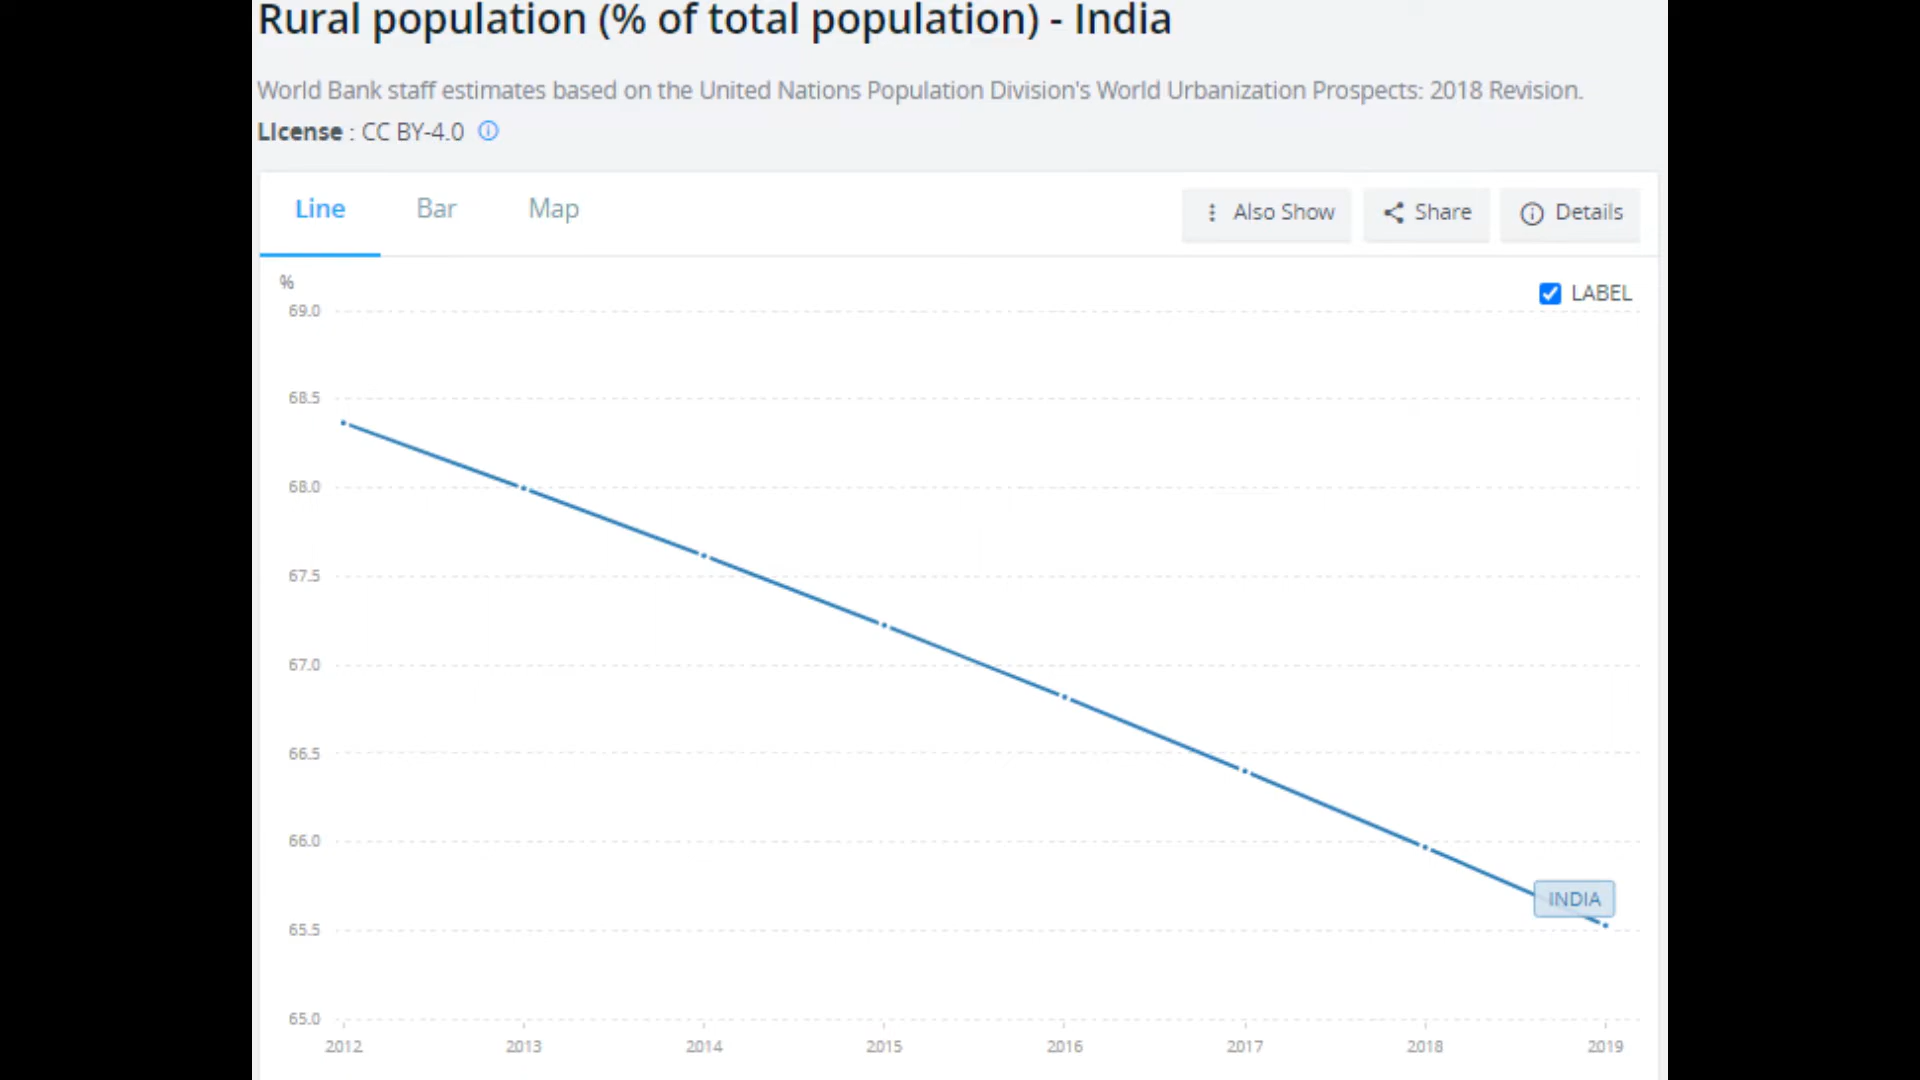 Rural population (% of total population) - India
World Bank staff estimates based on the United Nations Population Division's World Urbanization Prospects: 2018 Revision.
License : CC BY-4.0
Line Bar Map Also Show Share Details
%
LABEL
69.0
68.5
68.0
67.5
67.0
66.5
66.0
INDIA
65.5
65.0
2012 2013 2014 2015 2016 2017 2018 2019